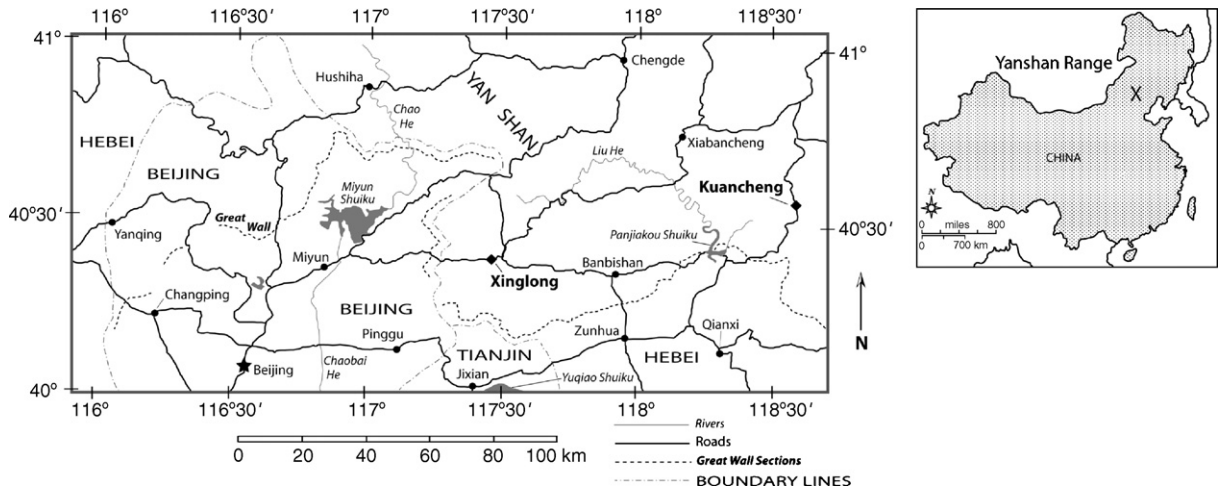 116° 116°30′ 117° 117°30′ 118° 118°30′
41°
41°
Yanshan Range
X
CHINA
N
0 miles 800
0 700 km
Chengde
Hushiha
YAN SHAN
Chao
He
HEBEI
Xiabancheng
Liu He
BEIJING
Miyun
Shuiku
Kuancheng
40°30′
Great
Wall
Yanqing
40°30′
Panjiakou Shuiku
Miyun
Banbishan
Xinglong
Changping
BEIJING
Zunhua
Qianxi
Pinggu
TIANJIN
HEBEI
N
Beijing
Chaobai
He
Jixian
Yuqiao Shuiku
40°
40°
116° 116°30′ 117° 117°30′ 118° 118°30′
0 20 40 60 80 100 km
Rivers
Roads
Great Wall Sections
BOUNDARY LINES